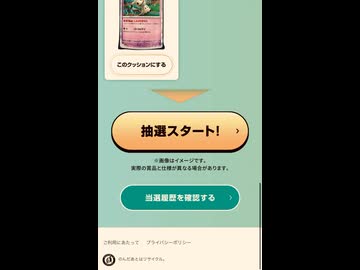 このクッションにする
抽選スタート!
※画像はイメージです。
実際の賞品と仕様が異なる場合があります。
当選履歴を確認する
ご利用にあたって プライバシーポリシー
のんだあとはリサイクル。